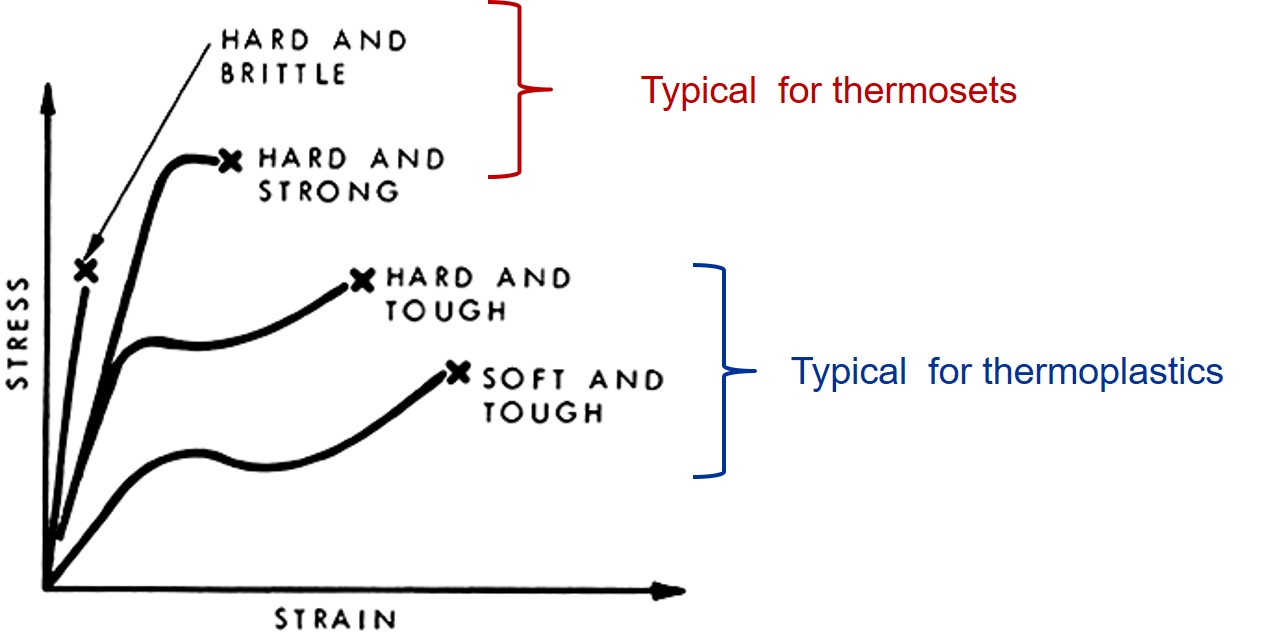 HARD AND
BRITTLE
Typical for thermosets
HARD AND
STRONG
HARD AND
TOUGH
SOFT AND
TOUGH
Typical for thermoplastics
STRESS
STRAIN